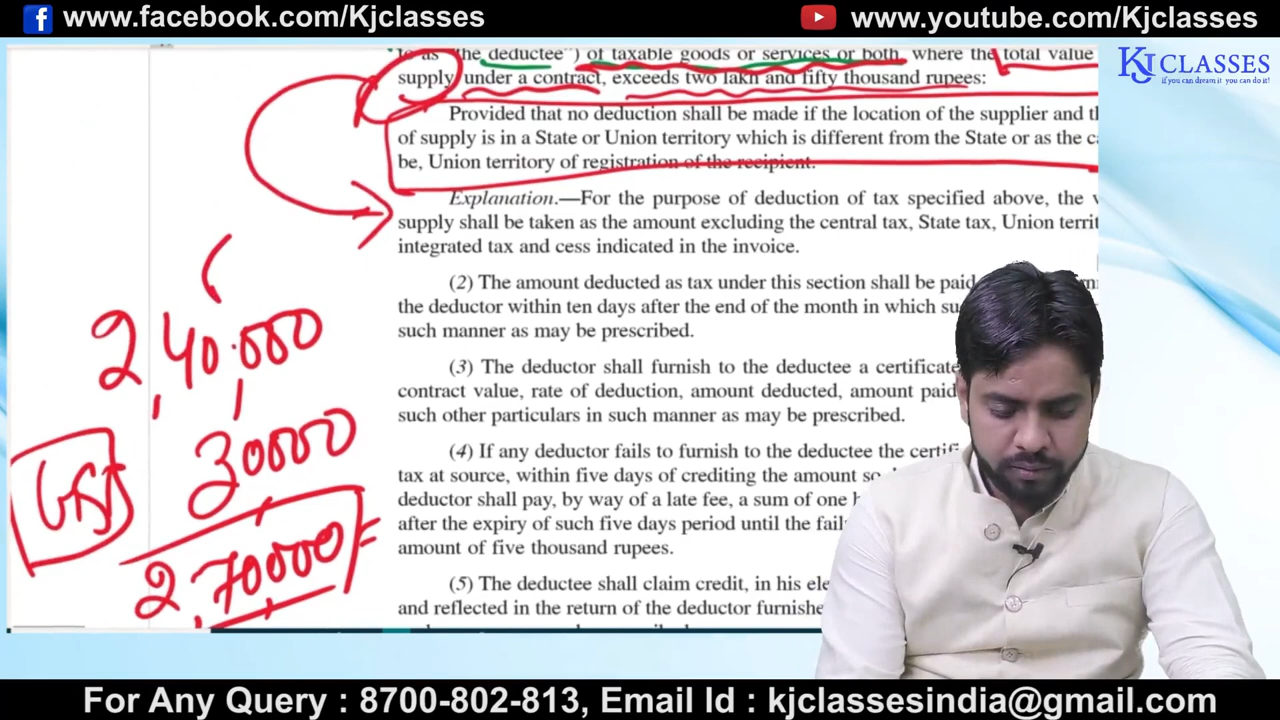 www.facebook.com/Kjclasses
www.youtube.com/Kjclasses
KJ CLASSES
if you can dream it you can do it!
to as "the deductee") of taxable goods or services or both, where the total value
supply under a contract, exceeds two lakh and fifty thousand rupees:
Provided that no deduction shall be made if the location of the supplier and th
of supply is in a State or Union territory which is different from the State or as the ca
be, Union territory of registration of the recipient.
Explanation.—For the purpose of deduction of tax specified above, the v
supply shall be taken as the amount excluding the central tax, State tax, Union territ
integrated tax and cess indicated in the invoice.
(2) The amount deducted as tax under this section shall be paid
the deductor within ten days after the end of the month in which su
such manner as may be prescribed.
(3) The deductor shall furnish to the deductee a certificate
contract value, rate of deduction, amount deducted, amount paid
such other particulars in such manner as may be prescribed.
(4) If any deductor fails to furnish to the deductee the certif
tax at source, within five days of crediting the amount so
deductor shall pay, by way of a late fee, a sum of one h
after the expiry of such five days period until the fail
amount of five thousand rupees.
(5) The deductee shall claim credit, in his ele
and reflected in the return of the deductor furnishe
2,40,000
GST 30000
2,70,000
For Any Query : 8700-802-813, Email Id : kjclassesindia@gmail.com